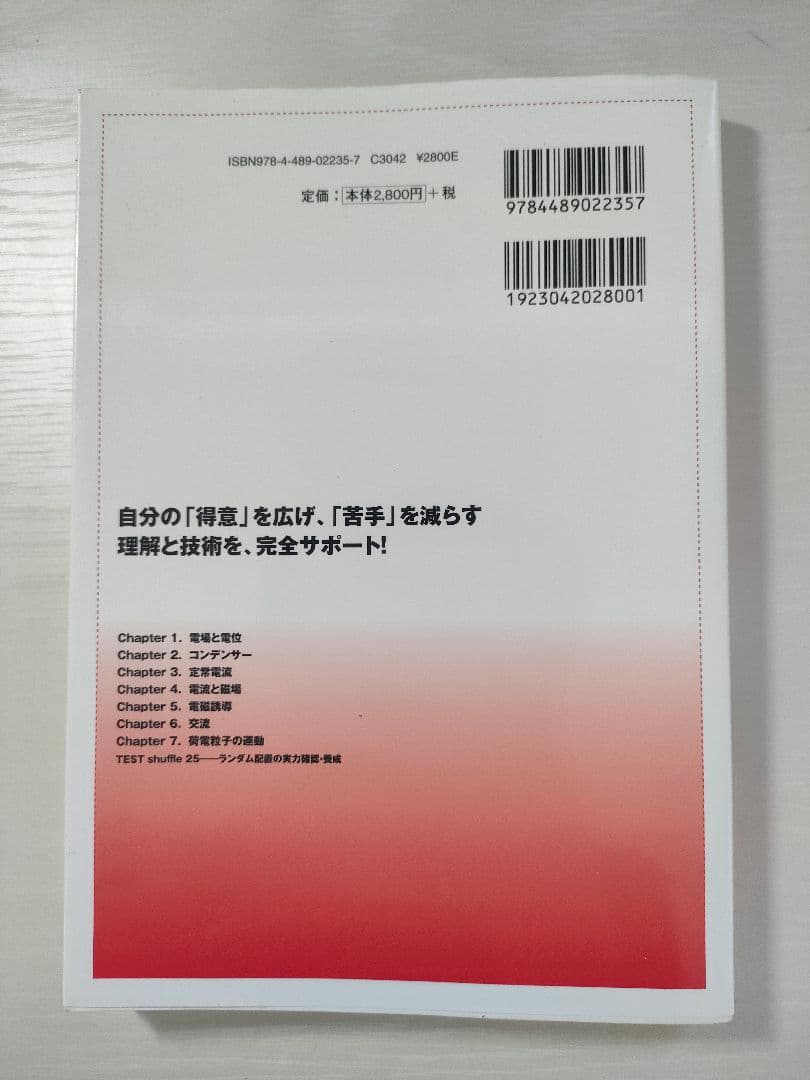 ISBN978-4-489-02235-7 C3042 ¥2800E
定価：本体2,800円＋税
9784489022357
1923042028001
自分の「得意」を広げ、「苦手」を減らす
理解と技術を、完全サポート！
Chapter 1. 電場と電位
Chapter 2. コンデンサー
Chapter 3. 定常電流
Chapter 4. 電流と磁場
Chapter 5. 電磁誘導
Chapter 6. 交流
Chapter 7. 荷電粒子の運動
TEST shuffle 25──ランダム配置の実力確認・養成